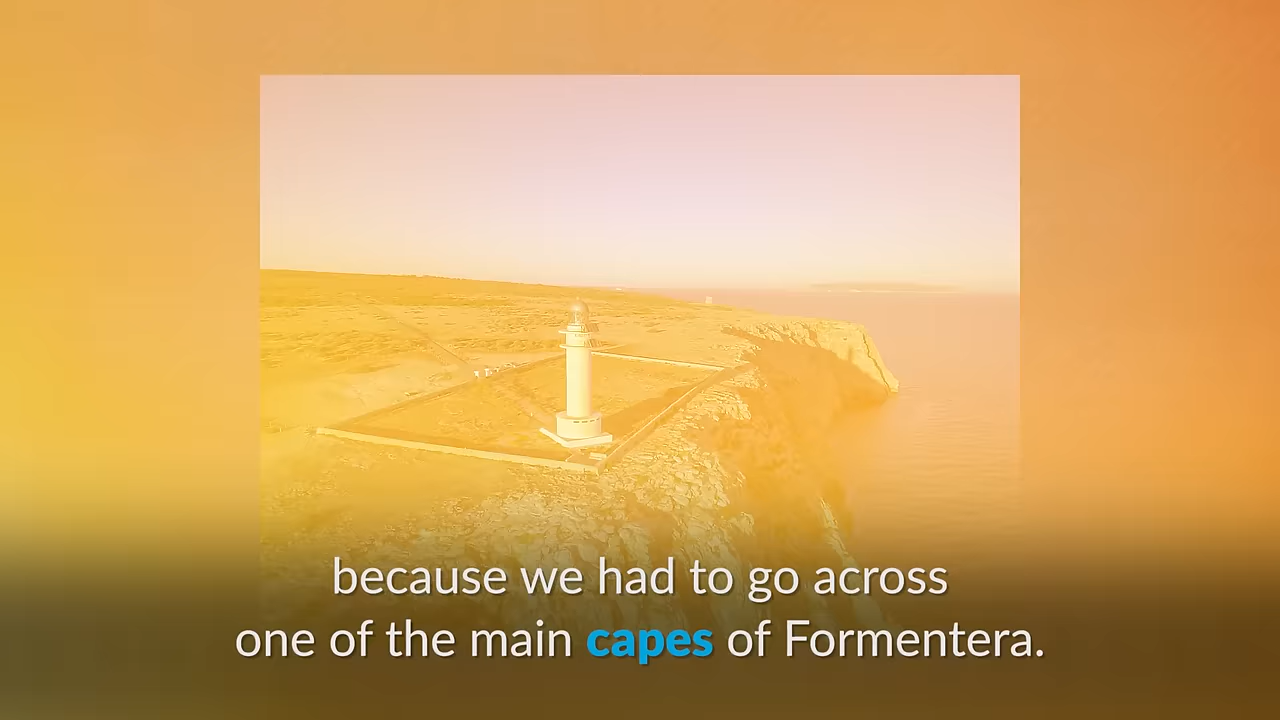 because we had to go across
one of the main capes of Formentera.